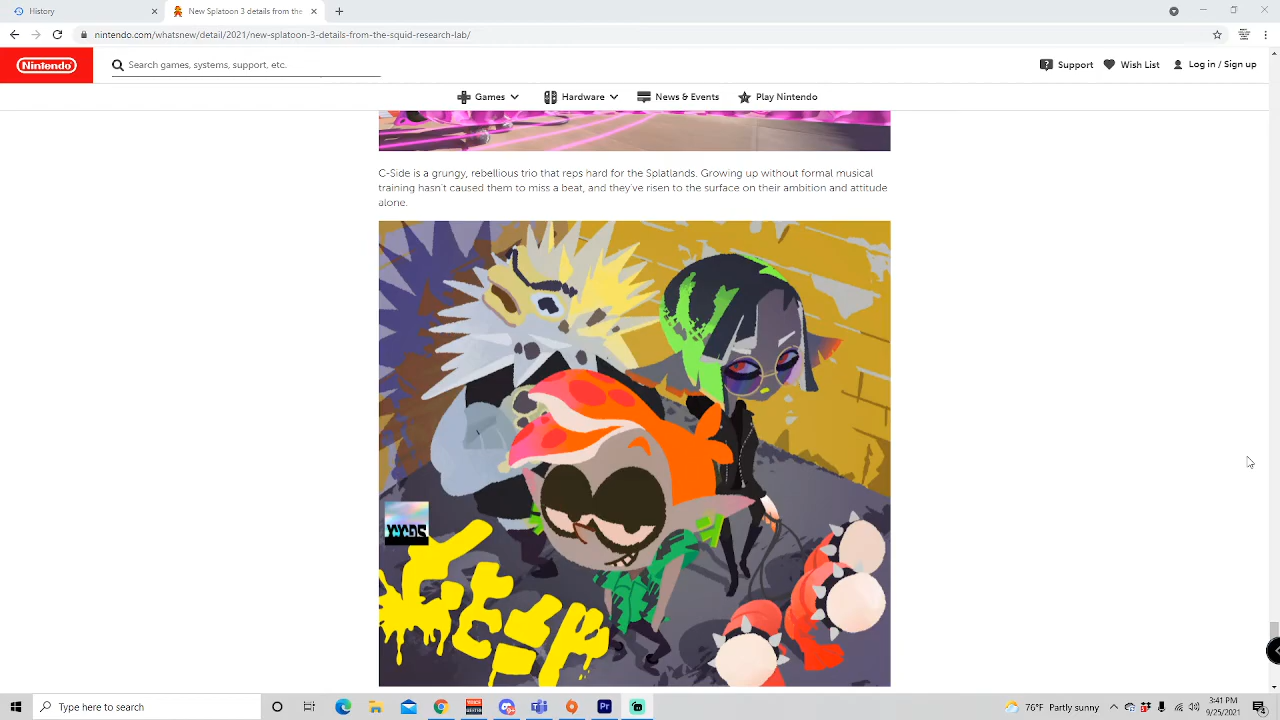 History
New Splatoon 3 details from the
nintendo.com/whatsnew/detail/2021/new-splatoon-3-details-from-the-squid-research-lab/
Nintendo
Search games, systems, support, etc.
Support
Wish List
Log in / Sign up
Games
Hardware
News & Events
Play Nintendo
C-Side is a grungy, rebellious trio that reps hard for the Splatlands. Growing up without formal musical
training hasn't caused them to miss a beat, and they've risen to the surface on their ambition and attitude
alone.
Type here to search
76°F Partly sunny
3:41 PM
9/25/2021